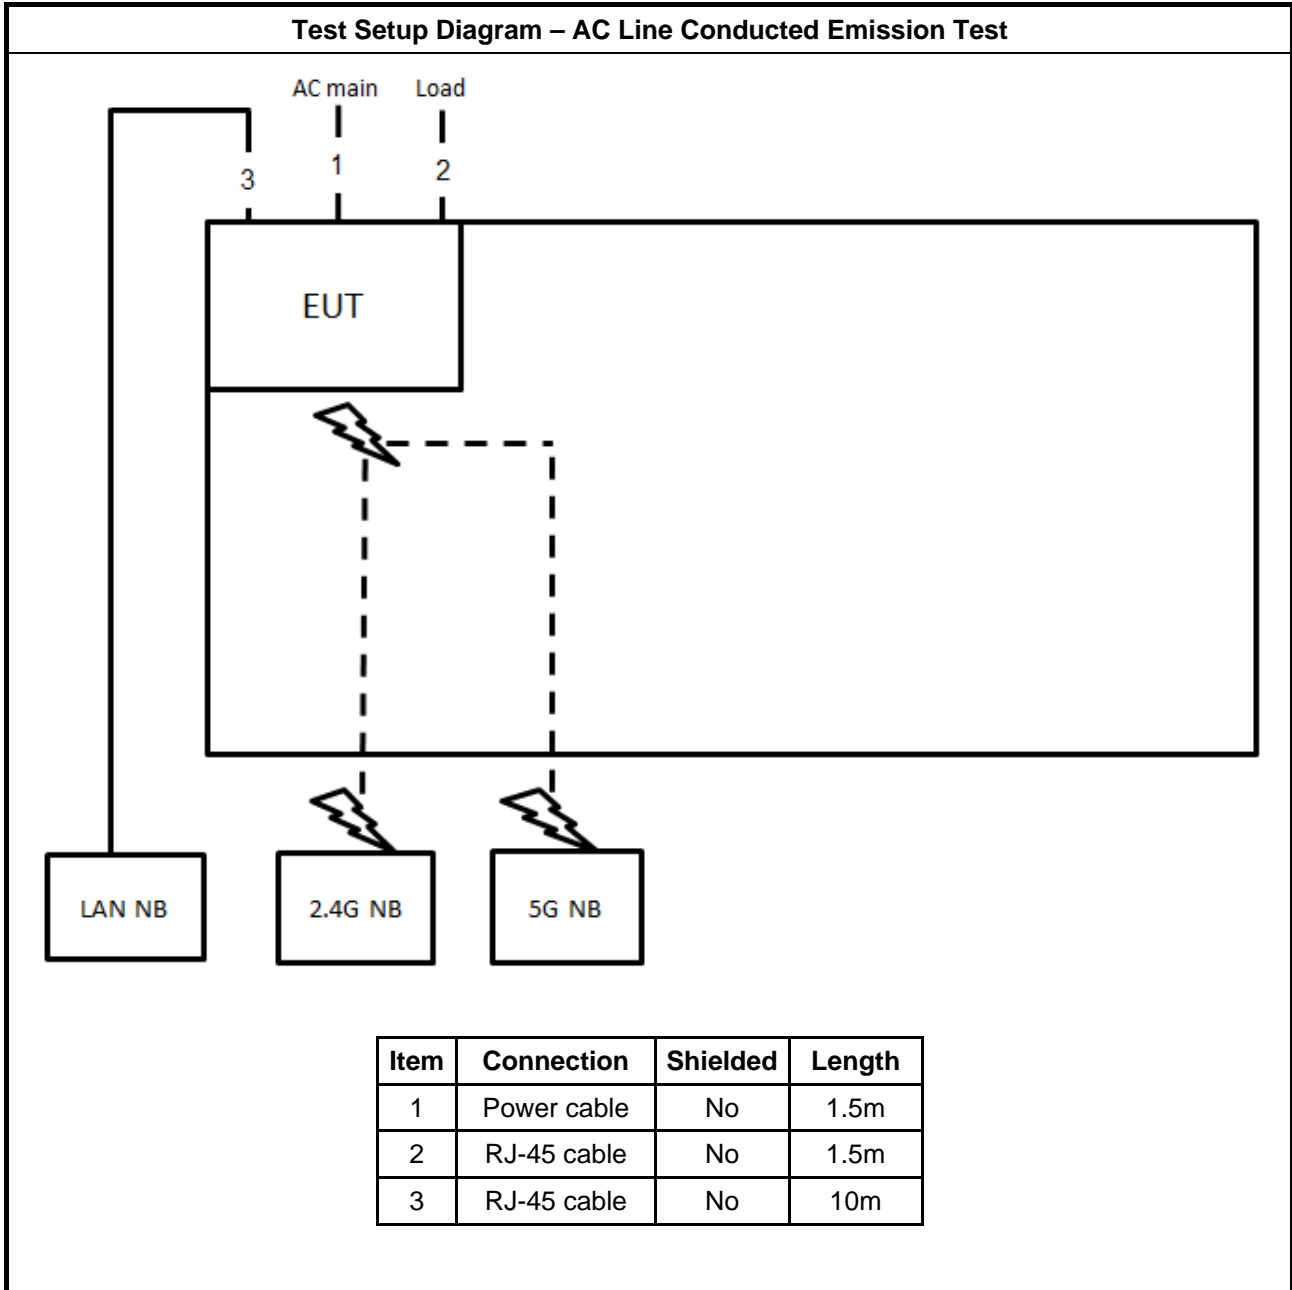 Test Setup Diagram – AC Line Conducted Emission Test
AC main Load
3 1 2
EUT
LAN NB 2.4G NB 5G NB
Item Connection Shielded Length
1 Power cable No 1.5m
2 RJ-45 cable No 1.5m
3 RJ-45 cable No 10m